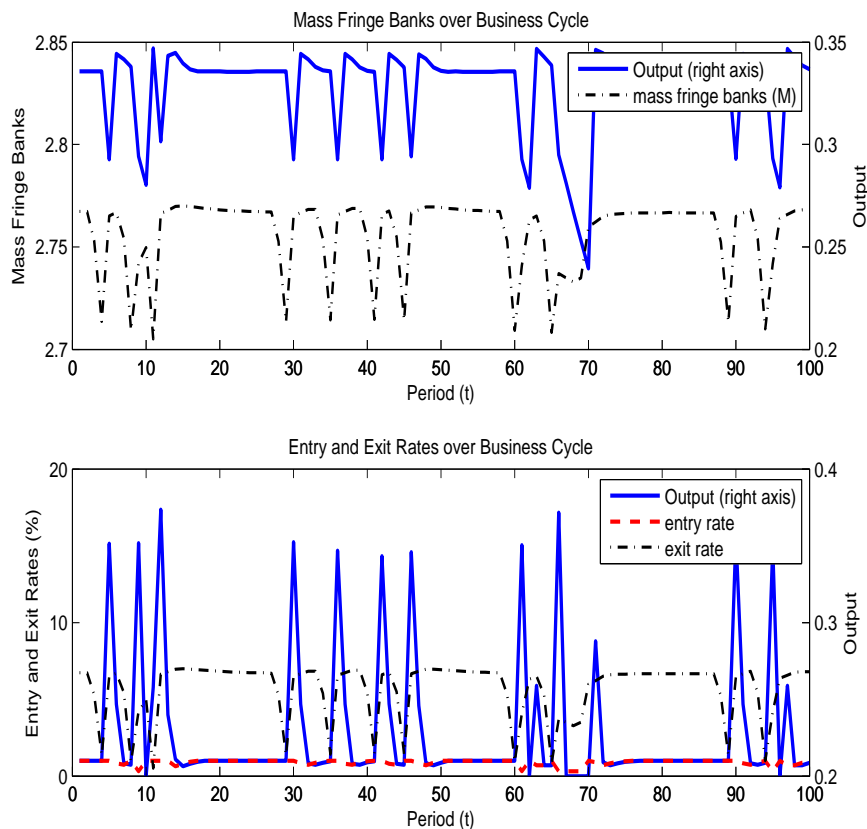 Mass Fringe Banks over Business Cycle
2.85
2.8
2.75
2.7
Mass Fringe Banks
0.35
0.3
0.25
0.2
Output
Output (right axis)
mass fringe banks (M)
0 10 20 30 40 50 60 70 80 90 100
Period (t)
Entry and Exit Rates over Business Cycle
20
15
10
5
0
Entry and Exit Rates (%)
0.4
0.3
0.2
Output
Output (right axis)
entry rate
exit rate
0 10 20 30 40 50 60 70 80 90 100
Period (t)